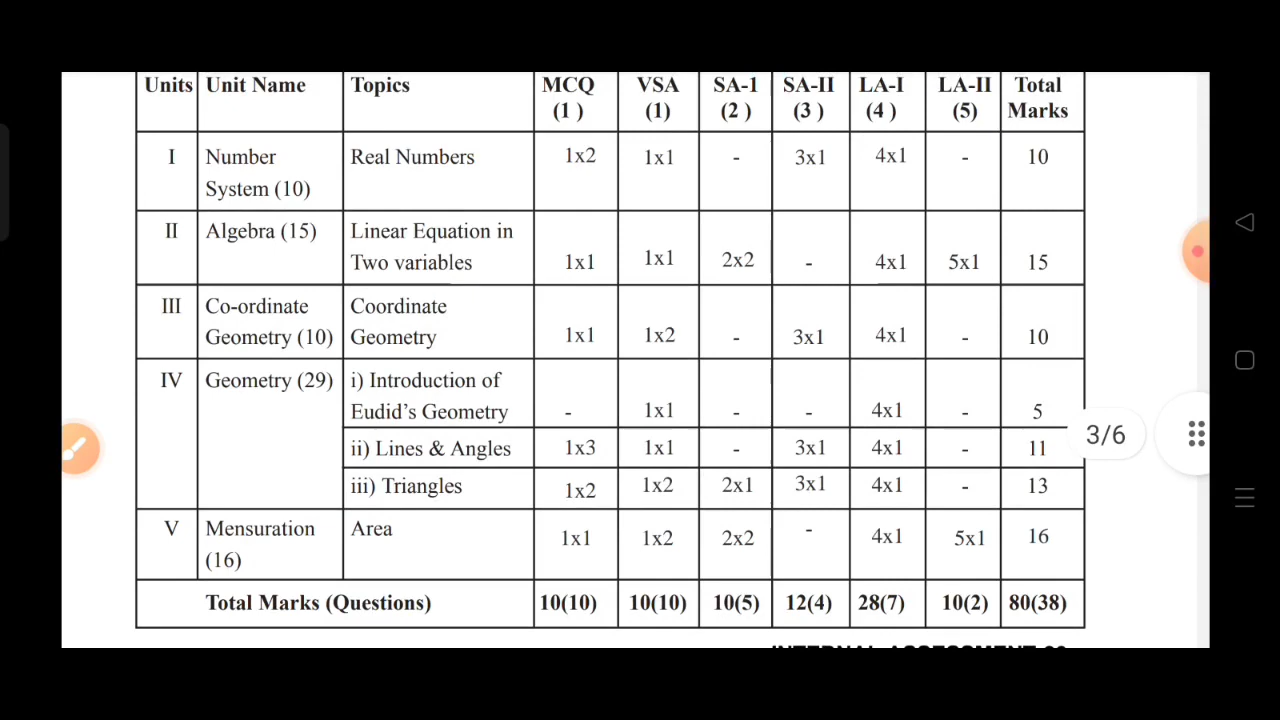 Units Unit Name Topics MCQ VSA SA-1 SA-II LA-I LA-II Total
(1 ) (1) (2 ) (3 ) (4 ) (5) Marks
I Number Real Numbers 1x2 1x1 - 3x1 4x1 - 10
System (10)
II Algebra (15) Linear Equation in
Two variables 1x1 1x1 2x2 - 4x1 5x1 15
III Co-ordinate Coordinate
Geometry (10) Geometry 1x1 1x2 - 3x1 4x1 - 10
IV Geometry (29) i) Introduction of
Eudid's Geometry - 1x1 - - 4x1 - 5
ii) Lines & Angles 1x3 1x1 - 3x1 4x1 - 11
iii) Triangles 1x2 1x2 2x1 3x1 4x1 - 13
V Mensuration Area 1x1 1x2 2x2 - 4x1 5x1 16
(16)
Total Marks (Questions) 10(10) 10(10) 10(5) 12(4) 28(7) 10(2) 80(38)
3/6